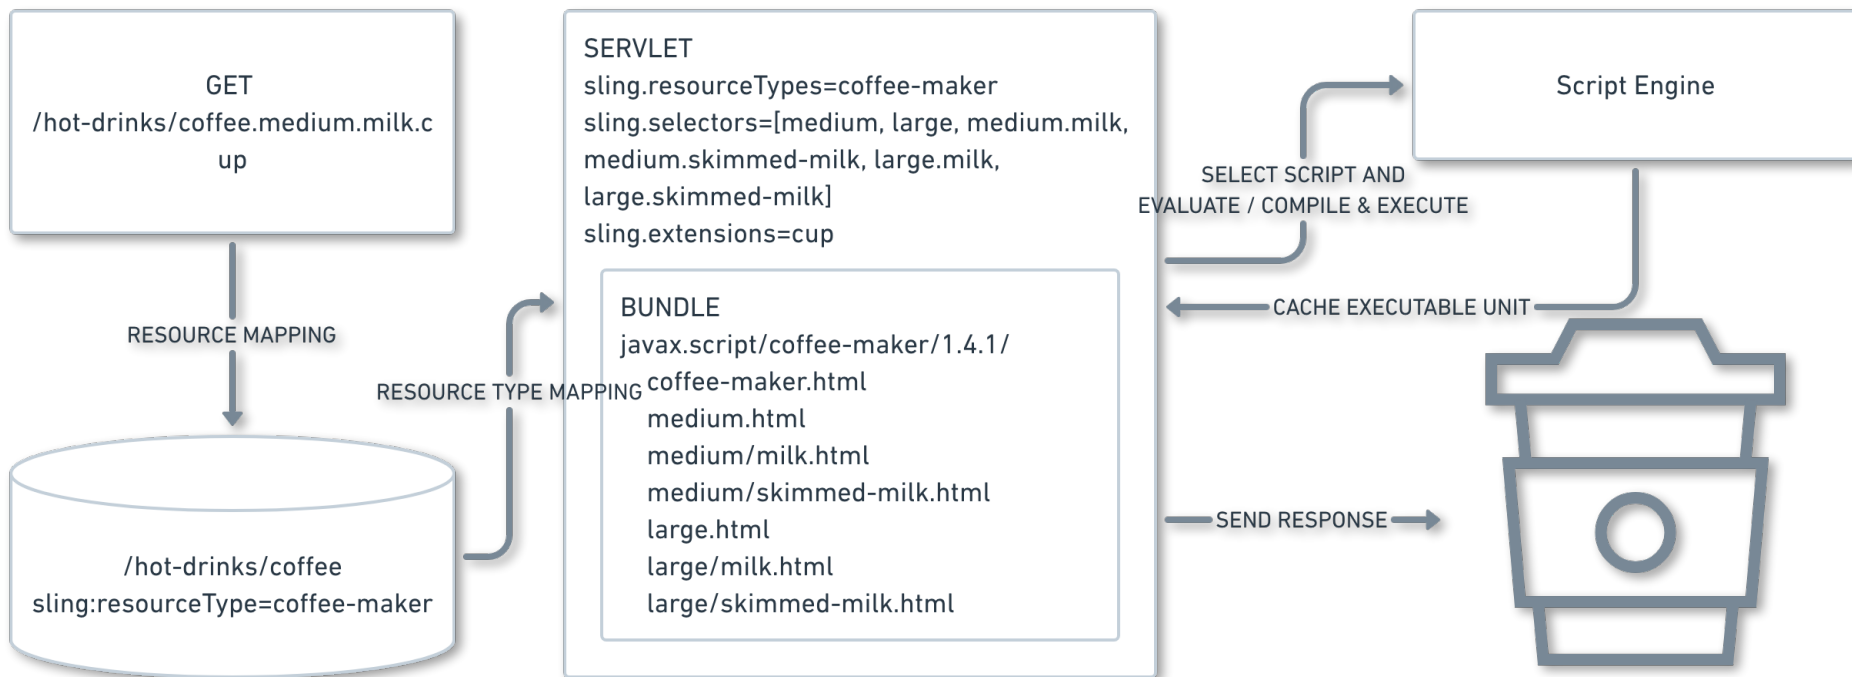 GET
/hot-drinks/coffee.medium.milk.c
up
RESOURCE MAPPING
/hot-drinks/coffee
sling:resourceType=coffee-maker
RESOURCE TYPE MAPPING
SERVLET
sling.resourceTypes=coffee-maker
sling.selectors=[medium, large, medium.milk,
medium.skimmed-milk, large.milk,
large.skimmed-milk]
sling.extensions=cup
BUNDLE
javax.script/coffee-maker/1.4.1/
coffee-maker.html
medium.html
medium/milk.html
medium/skimmed-milk.html
large.html
large/milk.html
large/skimmed-milk.html
SELECT SCRIPT AND
EVALUATE / COMPILE & EXECUTE
Script Engine
CACHE EXECUTABLE UNIT
SEND RESPONSE